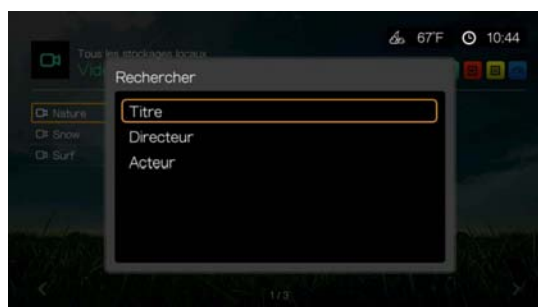 67°F 10:44
Tous les stockages locaux
Rechercher
Titre
Nature
Directeur
Snow
Acteur
Surf
1/3